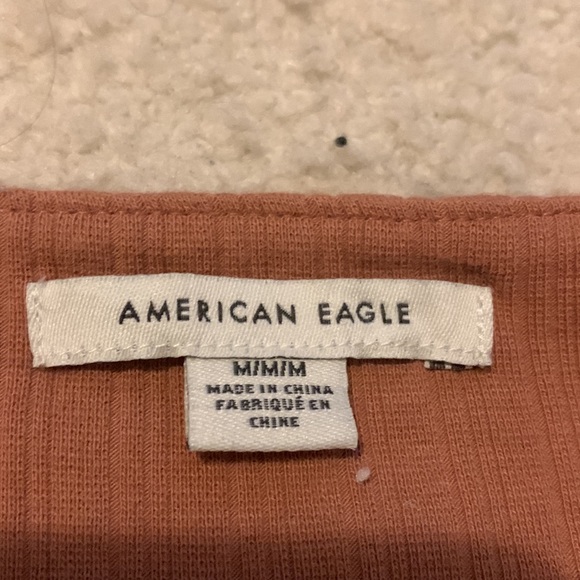 AMERICAN EAGLE
M/M/M
MADE IN CHINA
FABRIQUÉ EN
CHINE